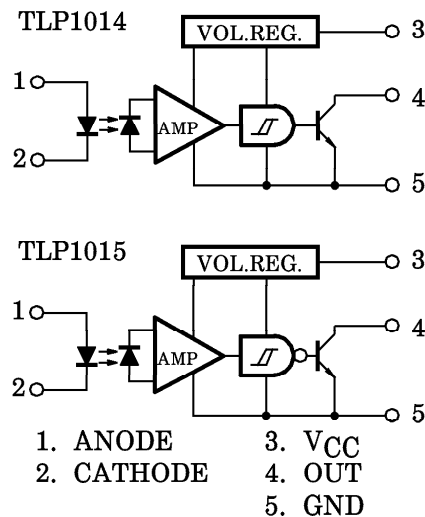 TLP1014
VOL.REG.
3
1
4
AMP
2
5
TLP1015
VOL.REG.
3
1
4
AMP
2
5
1. ANODE
2. CATHODE
3. VCC
4. OUT
5. GND